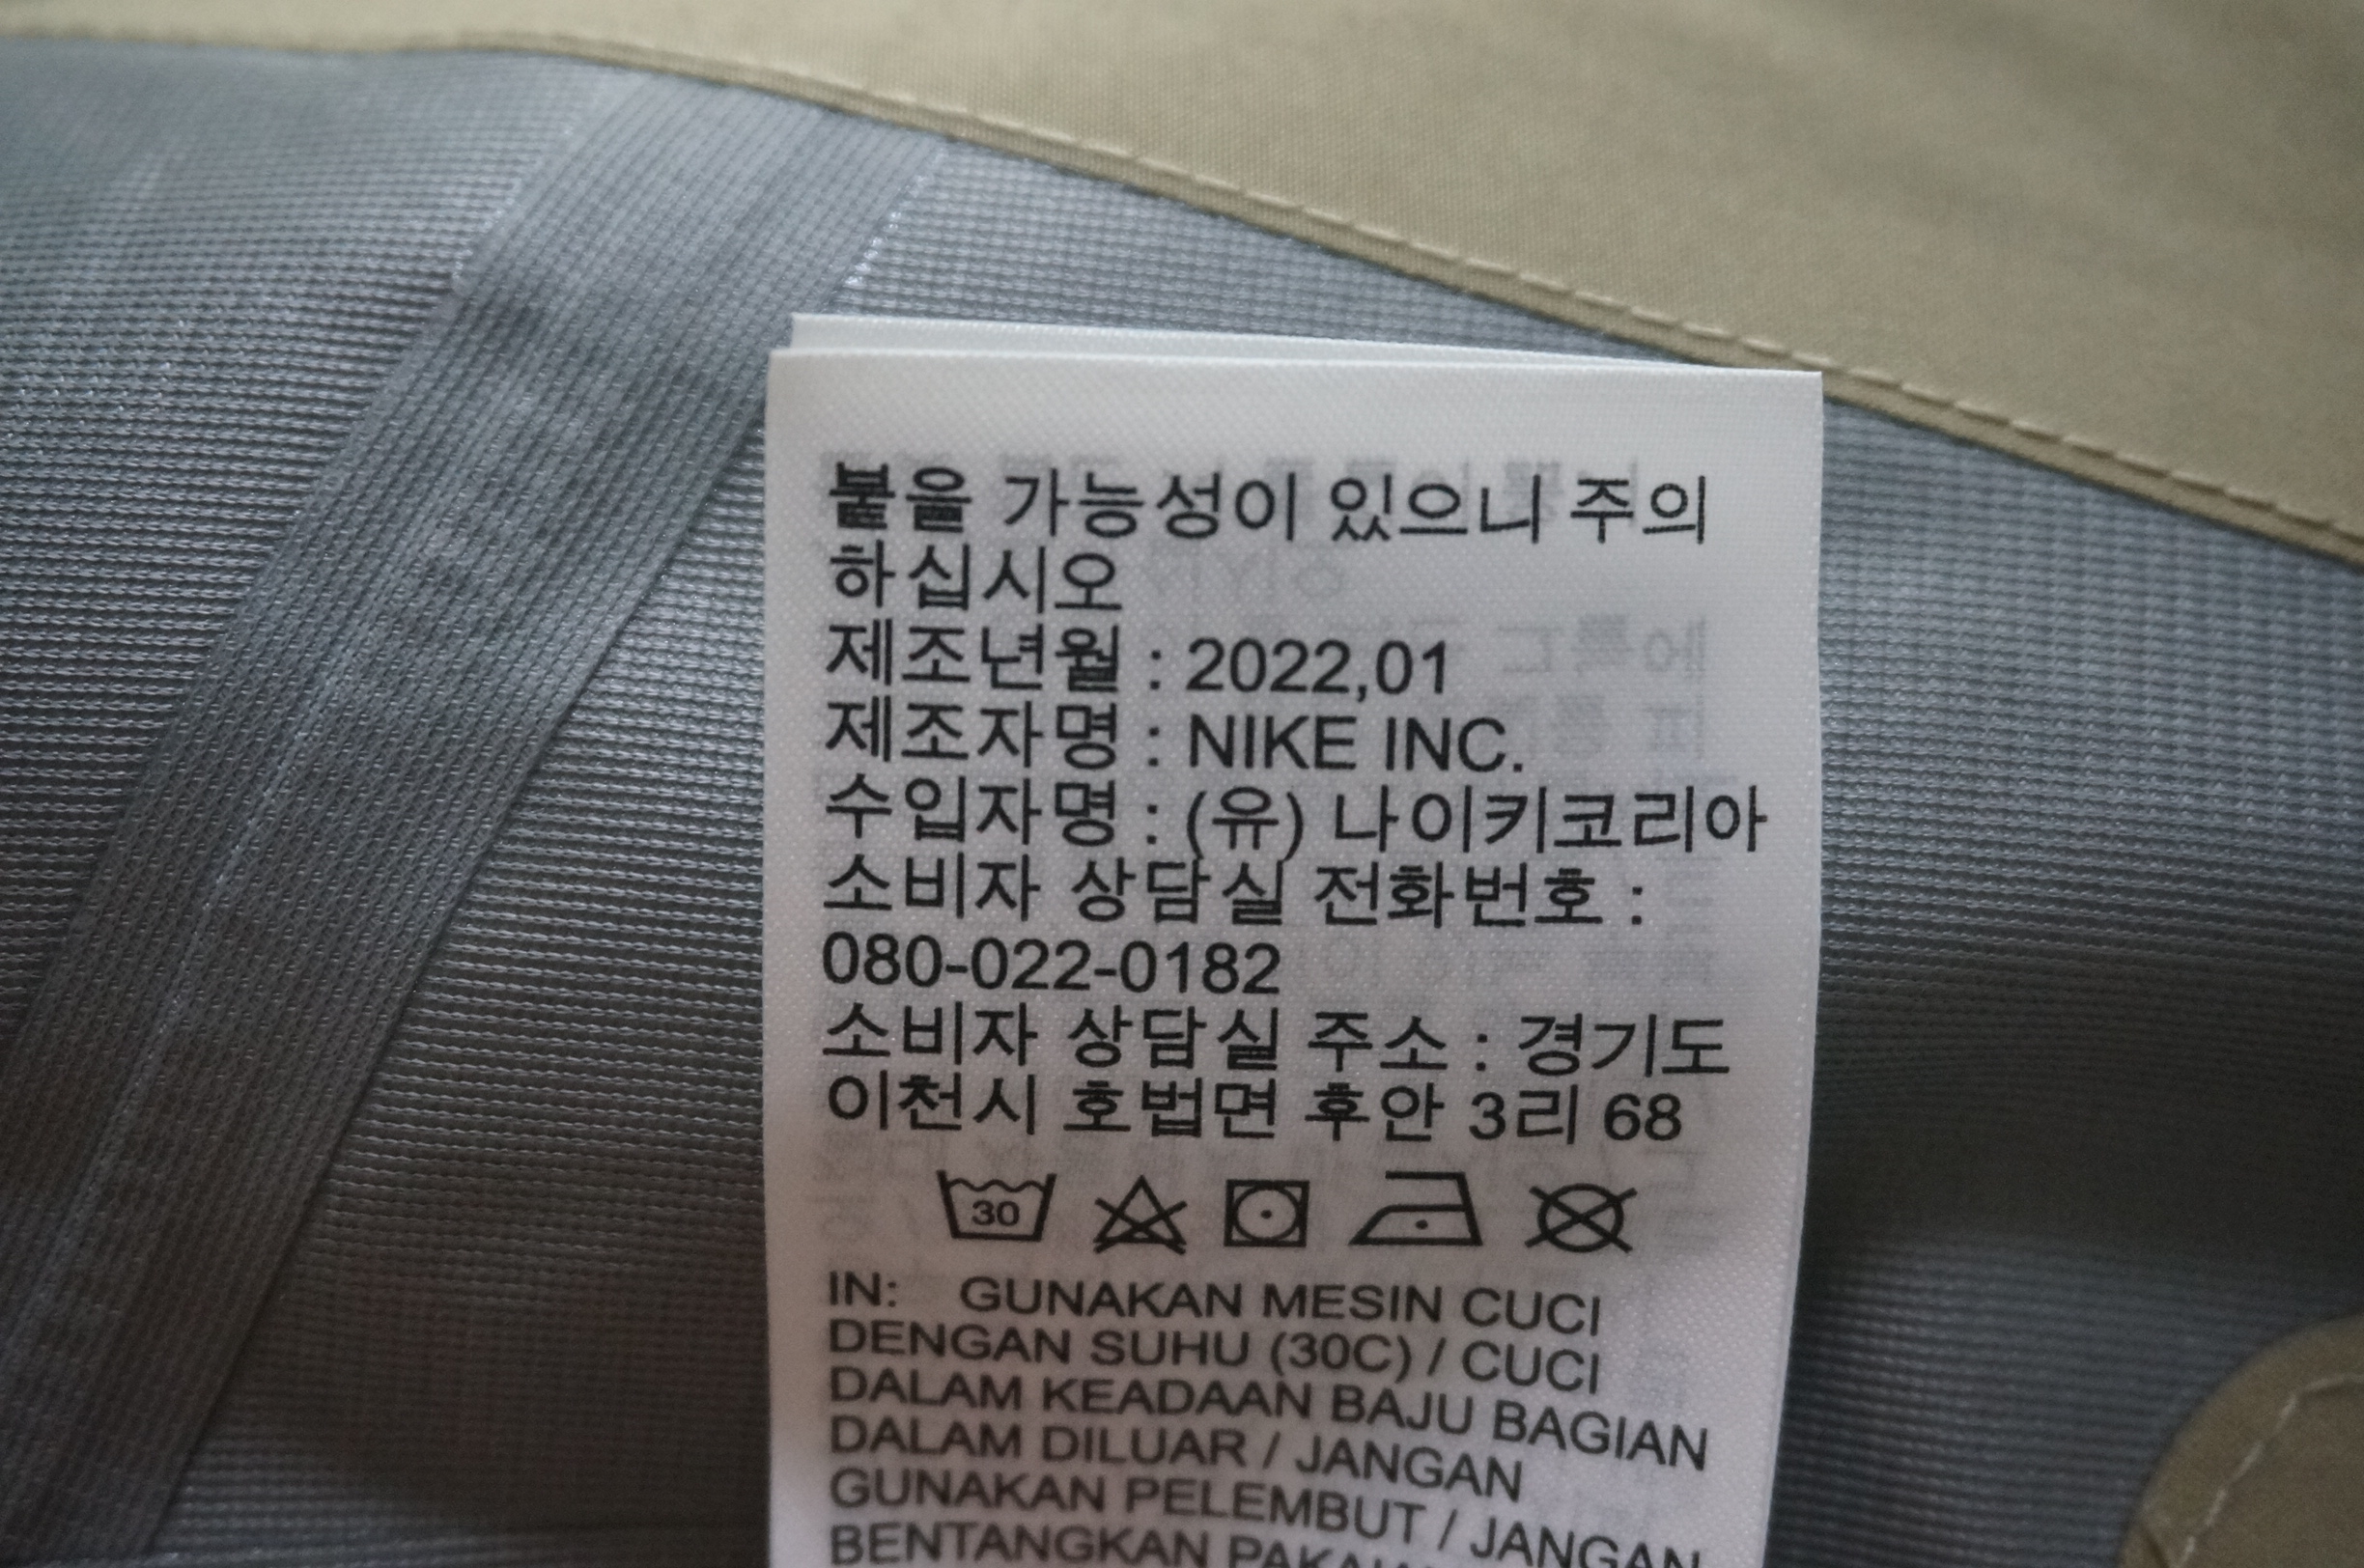 붙을 가능성이 있으니 주의
하십시오
제조년월 : 2022,01
제조자명 : NIKE INC.
수입자명 : (유) 나이키코리아
소비자 상담실 전화번호 :
080-022-0182
소비자 상담실 주소 : 경기도
이천시 호법면 후안 3리 68
30
IN: GUNAKAN MESIN CUCI
DENGAN SUHU (30C) / CUCI
DALAM KEADAAN BAJU BAGIAN
DALAM DILUAR / JANGAN
GUNAKAN PELEMBUT / JANGAN
BENTANGKAN